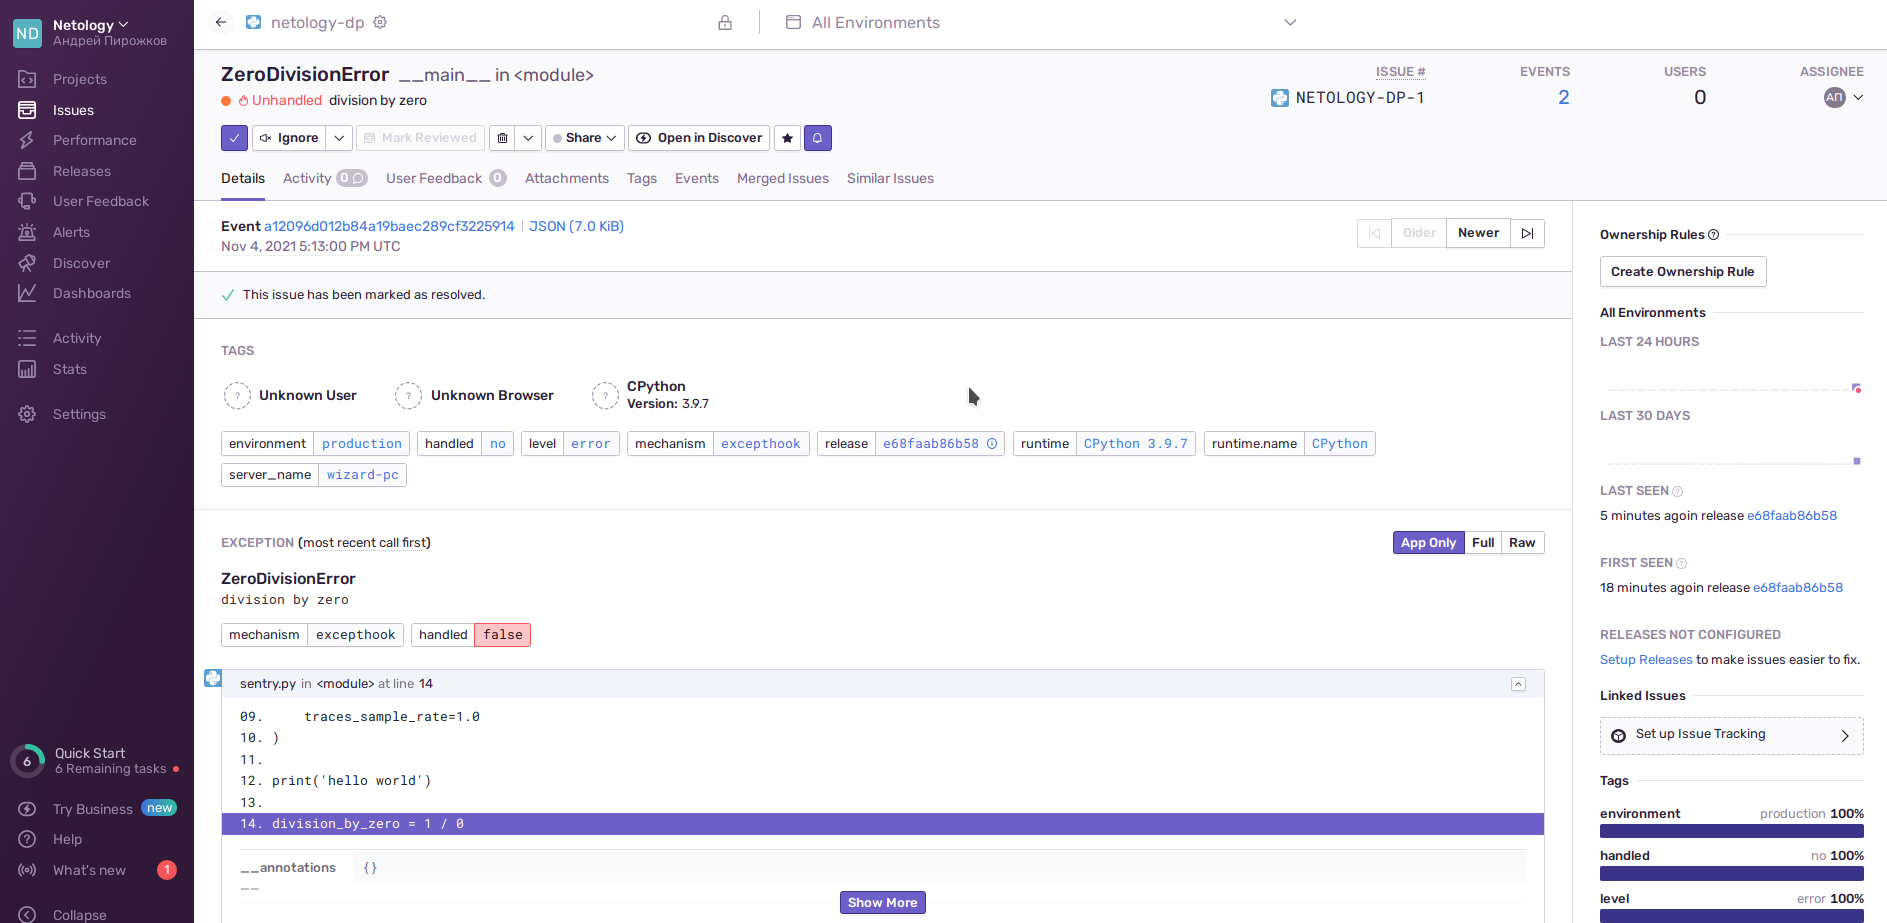 ND
Netology
Андрей Пирожков
Projects
Issues
Performance
Releases
User Feedback
Alerts
Discover
Dashboards
Activity
Stats
Settings
6
Quick Start
6 Remaining tasks
Try Business new
Help
What's new 1
Collapse
netology-dp
All Environments
ZeroDivisionError __main__ in <module>
Unhandled division by zero
ISSUE # EVENTS USERS ASSIGNEE
NETOLOGY-DP-1 2 0 АП
Ignore Mark Reviewed Share Open in Discover
Details Activity 0 User Feedback 0 Attachments Tags Events Merged Issues Similar Issues
Event a12096d012b84a19baec289cf3225914 JSON (7.0 KiB)
Nov 4, 2021 5:13:00 PM UTC
Older Newer
This issue has been marked as resolved.
TAGS
? Unknown User ? Unknown Browser ? CPython
Version: 3.9.7
environment production handled no level error mechanism excepthook release e68faab86b58 runtime CPython 3.9.7 runtime.name CPython
server_name wizard-pc
EXCEPTION (most recent call first)
App Only Full Raw
ZeroDivisionError
division by zero
mechanism excepthook handled false
sentry.py in <module> at line 14
09. traces_sample_rate=1.0
10. )
11.
12. print('hello world')
13.
14. division_by_zero = 1 / 0
__annotations {}
__
Show More
Ownership Rules ?
Create Ownership Rule
All Environments
LAST 24 HOURS
LAST 30 DAYS
LAST SEEN ?
5 minutes agoin release e68faab86b58
FIRST SEEN ?
18 minutes agoin release e68faab86b58
RELEASES NOT CONFIGURED
Setup Releases to make issues easier to fix.
Linked Issues
Set up Issue Tracking
Tags
environment production 100%
handled no 100%
level error 100%